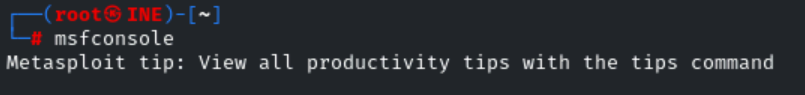 ┌──(root㉿INE)-[~]
└─# msfconsole
Metasploit tip: View all productivity tips with the tips command